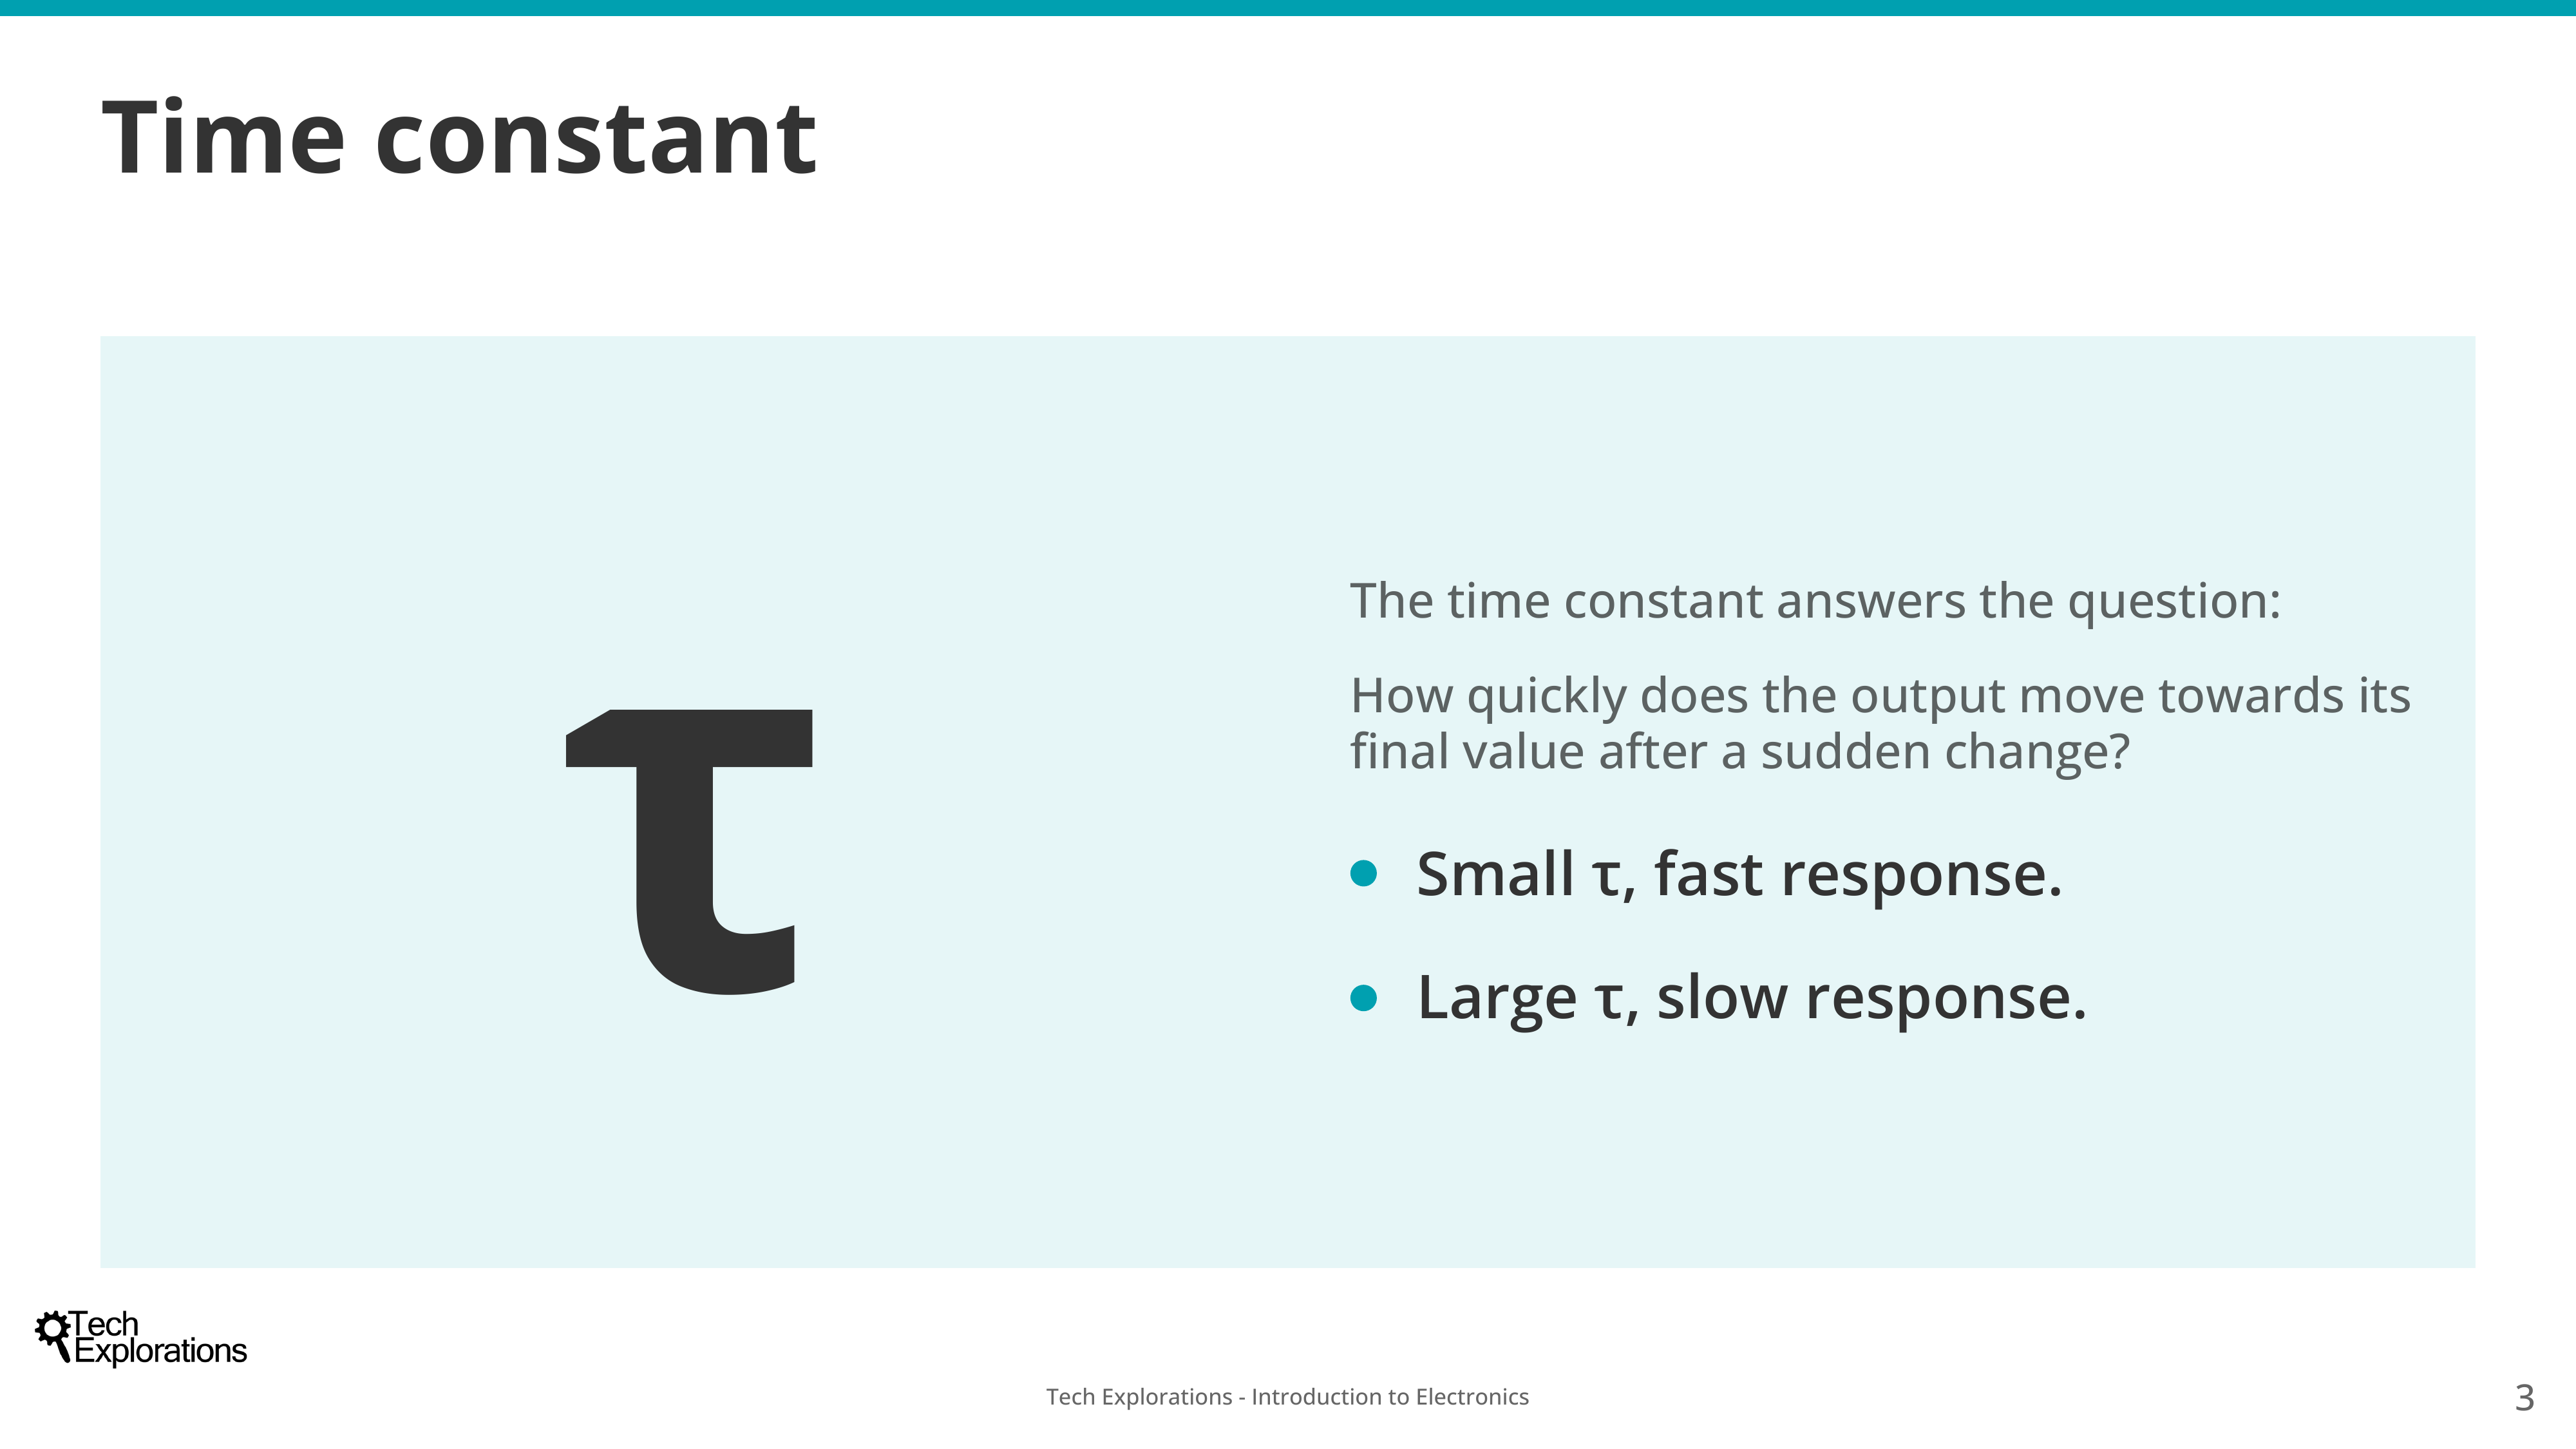 Time constant
τ
The time constant answers the question:
How quickly does the output move towards its
final value after a sudden change?
Small τ, fast response.
Large τ, slow response.
Tech
Explorations
Tech Explorations - Introduction to Electronics
3